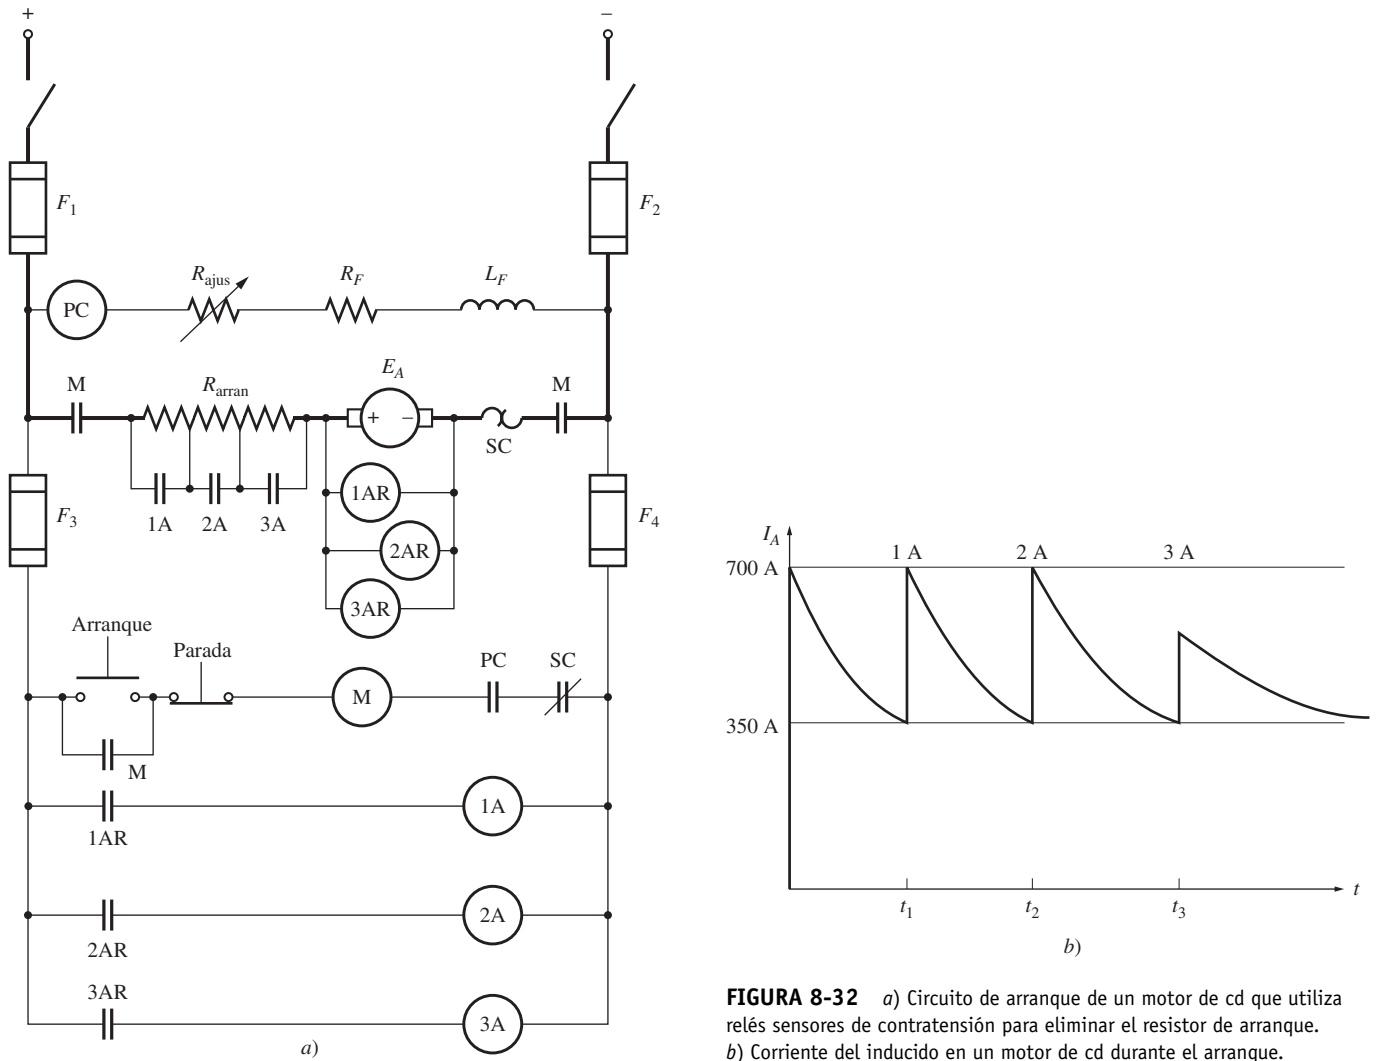 +
–
F1
F2
PC
Rajus
RF
LF
M
Rarran
EA
M
+ –
SC
1A 2A 3A
1AR
2AR
3AR
F3
F4
Arranque
Parada
M
PC
SC
M
1AR
1A
2AR
2A
3AR
3A
a)
IA
700 A
1 A
2 A
3 A
350 A
t1
t2
t3
t
b)
FIGURA 8-32 a) Circuito de arranque de un motor de cd que utiliza
relés sensores de contratensión para eliminar el resistor de arranque.
b) Corriente del inducido en un motor de cd durante el arranque.